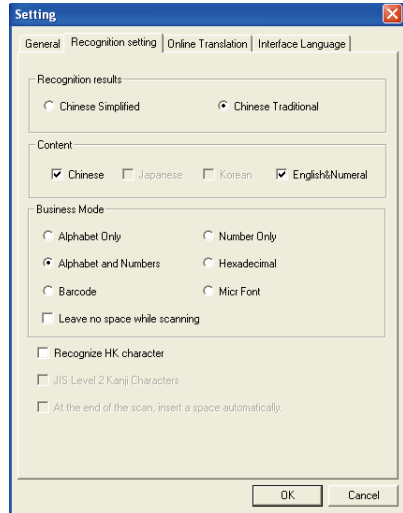 Setting
General Recognition setting Online Translation Interface Language
Recognition results
Chinese Simplified Chinese Traditional
Content
Chinese Japanese Korean English&Numeral
Business Mode
Alphabet Only Number Only
Alphabet and Numbers Hexadecimal
Barcode Micr Font
Leave no space while scanning
Recognize HK character
JIS Level 2 Kanji Characters
At the end of the scan, insert a space automatically.
OK Cancel